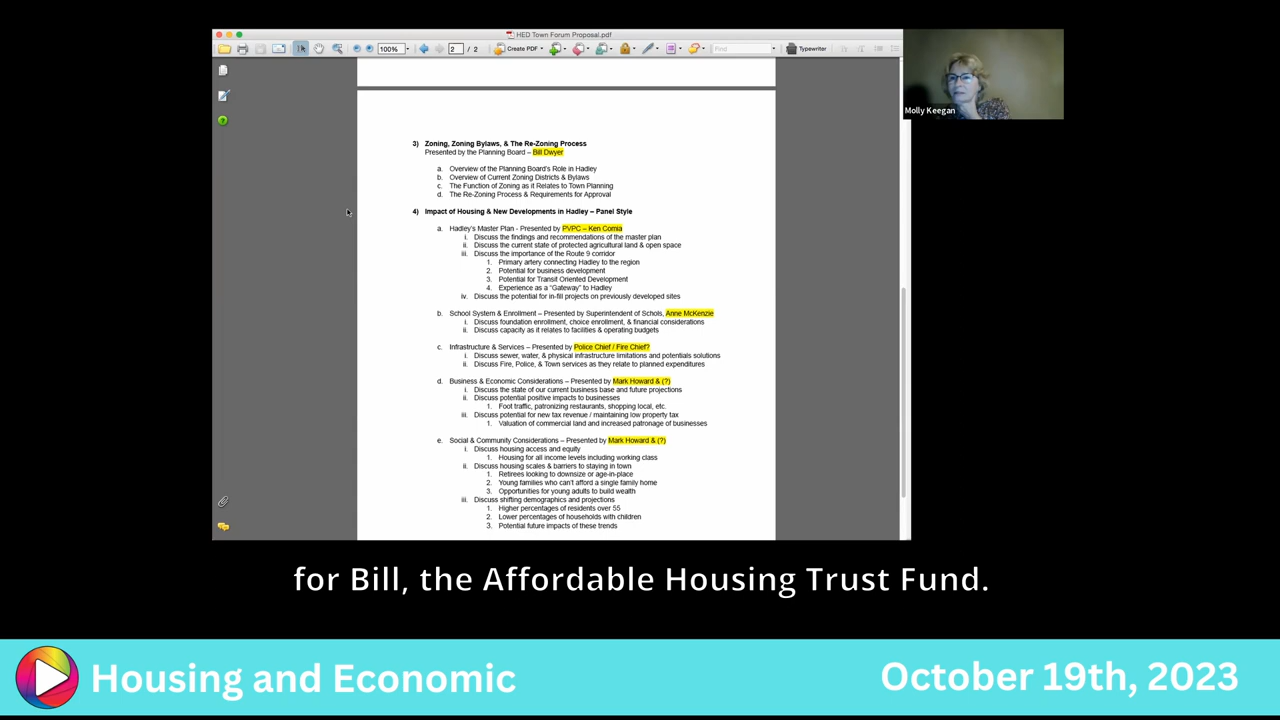 HED Town Forum Proposal.pdf
100%
2 / 2
Create PDF
Find
Typewriter
Molly Keegan
3) Zoning, Zoning Bylaws, & The Re-Zoning Process
Presented by the Planning Board – Bill Dwyer
a. Overview of the Planning Board's Role in Hadley
b. Overview of Current Zoning Districts & Bylaws
c. The Function of Zoning as it Relates to Town Planning
d. The Re-Zoning Process & Requirements for Approval
4) Impact of Housing & New Developments in Hadley – Panel Style
a. Hadley's Master Plan - Presented by PVPC – Ken Comia
i. Discuss the findings and recommendations of the master plan
ii. Discuss the current state of protected agricultural land & open space
iii. Discuss the importance of the Route 9 corridor
1. Primary artery connecting Hadley to the region
2. Potential for business development
3. Potential for Transit Oriented Development
4. Experience as a "Gateway" to Hadley
iv. Discuss the potential for in-fill projects on previously developed sites
b. School System & Enrollment – Presented by Superintendent of Schols, Anne McKenzie
i. Discuss foundation enrollment, choice enrollment, & financial considerations
ii. Discuss capacity as it relates to facilities & operating budgets
c. Infrastructure & Services – Presented by Police Chief / Fire Chief?
i. Discuss sewer, water, & physical infrastructure limitations and potentials solutions
ii. Discuss Fire, Police, & Town services as they relate to planned expenditures
d. Business & Economic Considerations – Presented by Mark Howard & (?)
i. Discuss the state of our current business base and future projections
ii. Discuss potential positive impacts to businesses
1. Foot traffic, patronizing restaurants, shopping local, etc.
iii. Discuss potential for new tax revenue / maintaining low property tax
1. Valuation of commercial land and increased patronage of businesses
e. Social & Community Considerations – Presented by Mark Howard & (?)
i. Discuss housing access and equity
1. Housing for all income levels including working class
ii. Discuss housing scales & barriers to staying in town
1. Retirees looking to downsize or age-in-place
2. Young families who can't afford a single family home
3. Opportunities for young adults to build wealth
iii. Discuss shifting demographics and projections
1. Higher percentages of residents over 55
2. Lower percentages of households with children
3. Potential future impacts of these trends
for Bill, the Affordable Housing Trust Fund.
Housing and Economic
October 19th, 2023